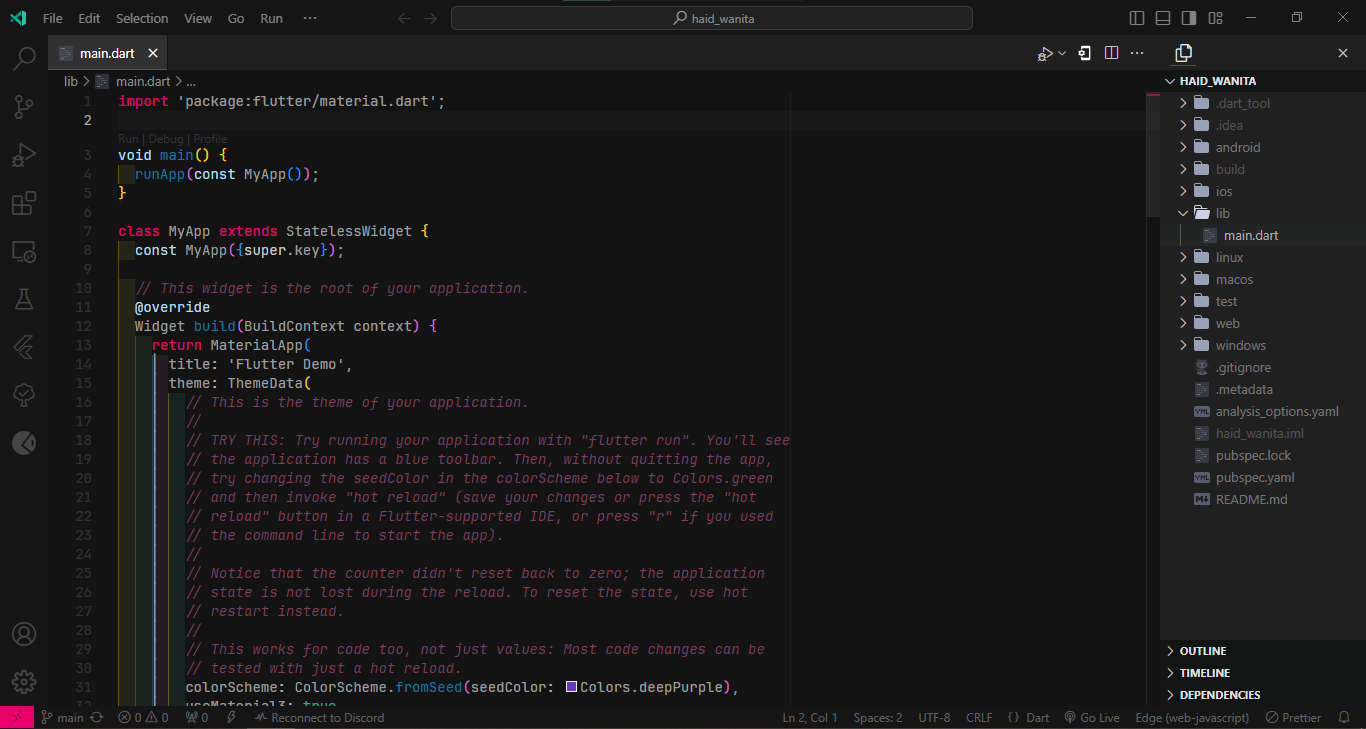 File Edit Selection View Go Run ···
haid_wanita
main.dart
lib > main.dart > ...
1 import 'package:flutter/material.dart';
2
Run | Debug | Profile
3 void main() {
4 runApp(const MyApp());
5 }
6
7 class MyApp extends StatelessWidget {
8 const MyApp({super.key});
9
10 // This widget is the root of your application.
11 @override
12 Widget build(BuildContext context) {
13 return MaterialApp(
14 title: 'Flutter Demo',
15 theme: ThemeData(
16 // This is the theme of your application.
17 //
18 // TRY THIS: Try running your application with "flutter run". You'll see
19 // the application has a blue toolbar. Then, without quitting the app,
20 // try changing the seedColor in the colorScheme below to Colors.green
21 // and then invoke "hot reload" (save your changes or press the "hot
22 // reload" button in a Flutter-supported IDE, or press "r" if you used
23 // the command line to start the app).
24 //
25 // Notice that the counter didn't reset back to zero; the application
26 // state is not lost during the reload. To reset the state, use hot
27 // restart instead.
28 //
29 // This works for code too, not just values: Most code changes can be
30 // tested with just a hot reload.
31 colorScheme: ColorScheme.fromSeed(seedColor: Colors.deepPurple),
32 useMaterial3: true,
HAID_WANITA
.dart_tool
.idea
android
build
ios
lib
main.dart
linux
macos
test
web
windows
.gitignore
.metadata
YML analysis_options.yaml
haid_wanita.iml
pubspec.lock
YML pubspec.yaml
README.md
OUTLINE
TIMELINE
DEPENDENCIES
main 0 0 0 Reconnect to Discord Ln 2, Col 1 Spaces: 2 UTF-8 CRLF {} Dart Go Live Edge (web-javascript) Prettier